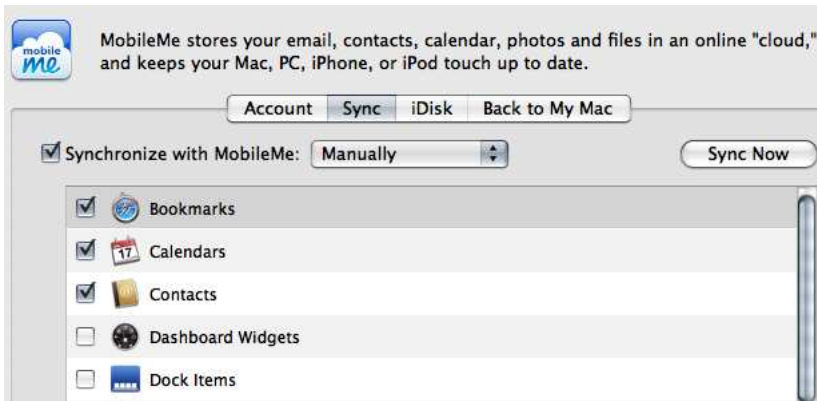 mobile
me
MobileMe stores your email, contacts, calendar, photos and files in an online "cloud,"
and keeps your Mac, PC, iPhone, or iPod touch up to date.
Account Sync iDisk Back to My Mac
Synchronize with MobileMe: Manually Sync Now
Bookmarks
17 Calendars
Contacts
Dashboard Widgets
Dock Items